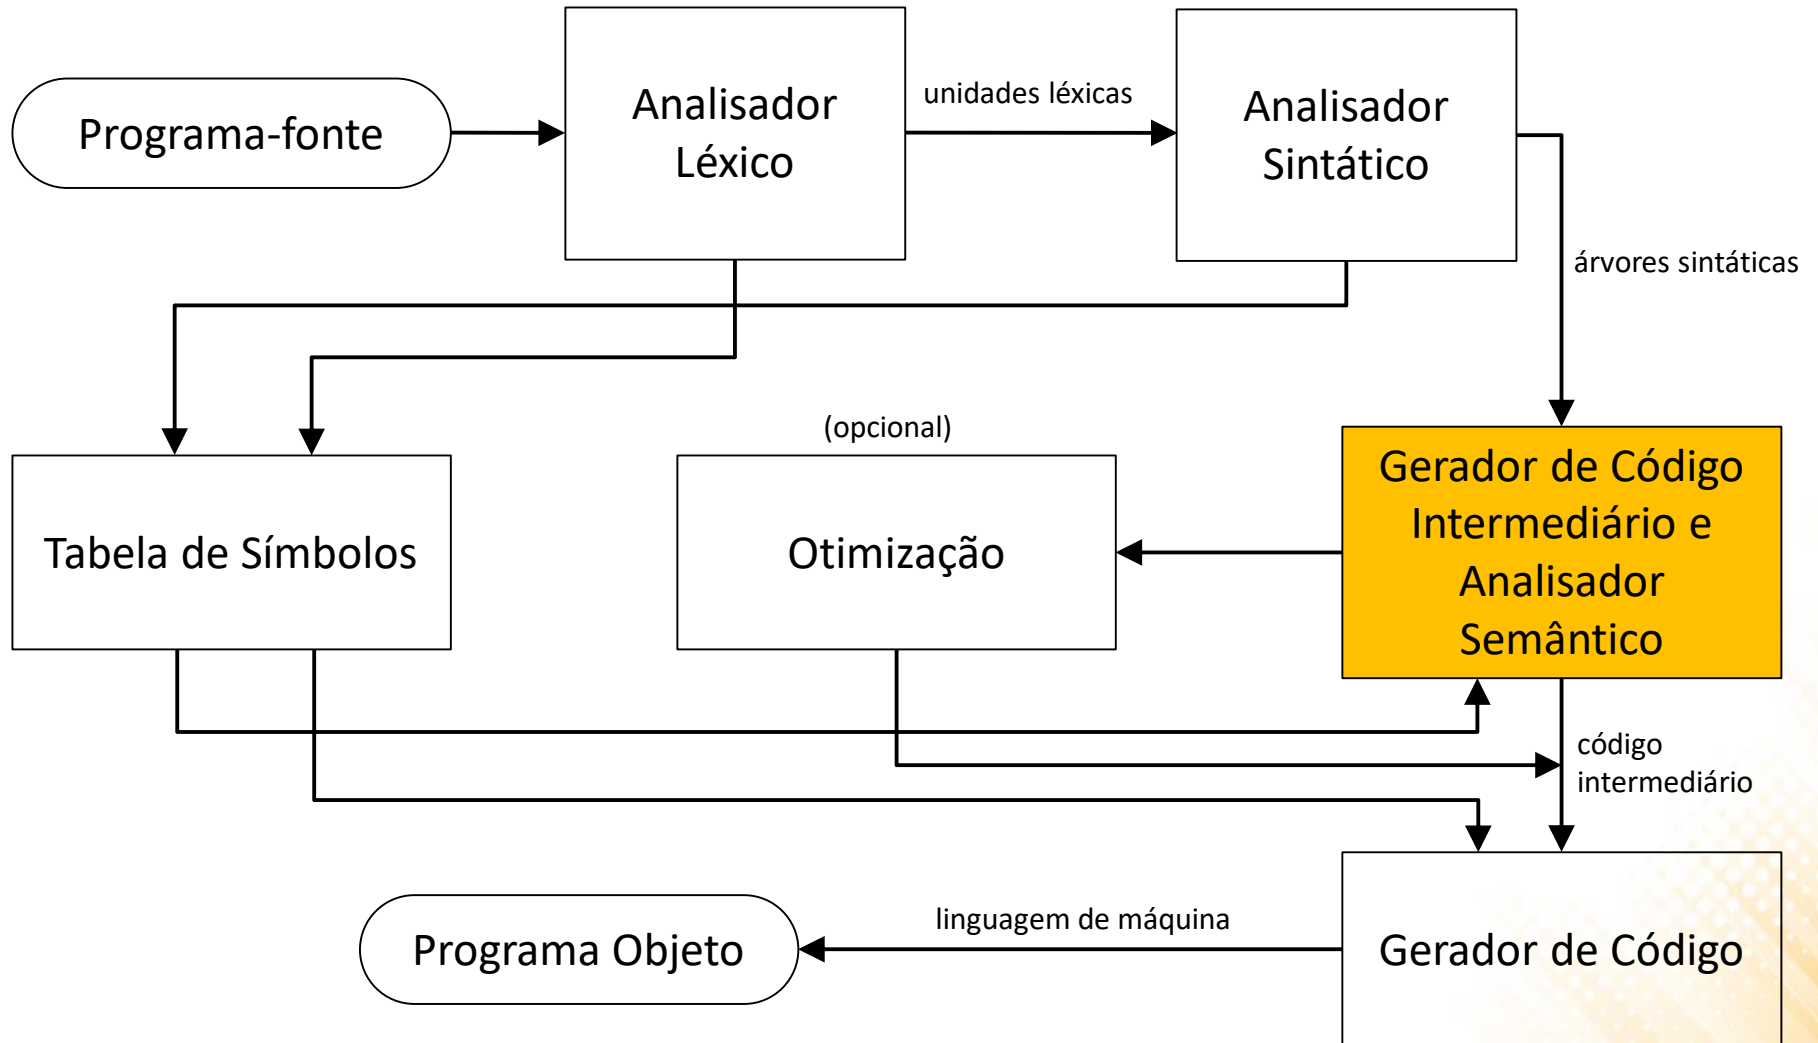 Programa-fonte
Analisador
Léxico
unidades léxicas
Analisador
Sintático
árvores sintáticas
Tabela de Símbolos
(opcional)
Otimização
Gerador de Código
Intermediário e
Analisador
Semântico
código
intermediário
Programa Objeto
linguagem de máquina
Gerador de Código